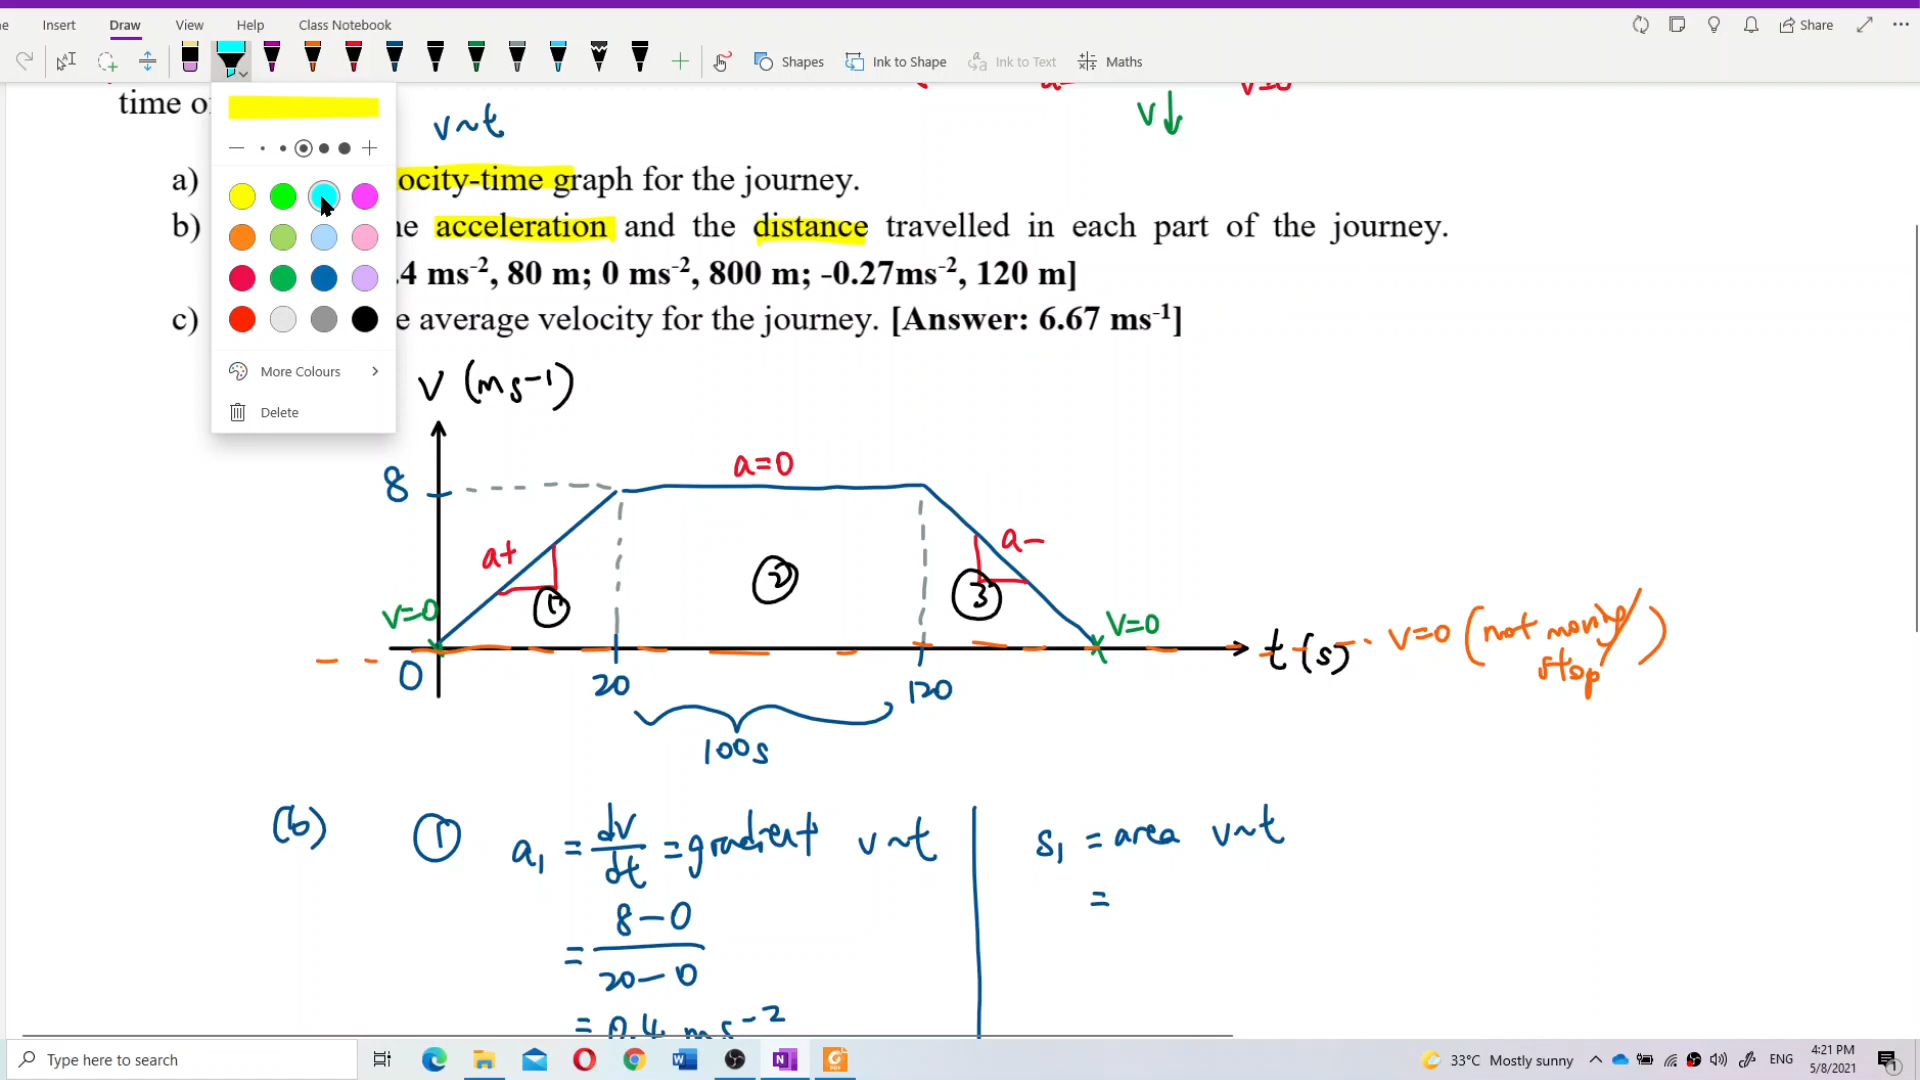 Insert Draw View Help Class Notebook Share
Shapes Ink to Shape Ink to Text Maths
time o
v~t
v↓
a) ocity-time graph for the journey.
b) he acceleration and the distance travelled in each part of the journey.
.4 ms-2, 80 m; 0 ms-2, 800 m; -0.27ms-2, 120 m]
c) e average velocity for the journey. [Answer: 6.67 ms-1]
More Colours
Delete
v (ms-1)
8
a=0
a+
a-
1
2
3
v=0
v=0
t (s)
v=0 (not moving/
stop)
0
20
120
100s
(b) 1 a1 = dv/dt = gradient v~t
= 8-0
20-0
= 0.4 ms-2
s1 = area v~t
=
Type here to search
33°C Mostly sunny
ENG
4:21 PM
5/8/2021